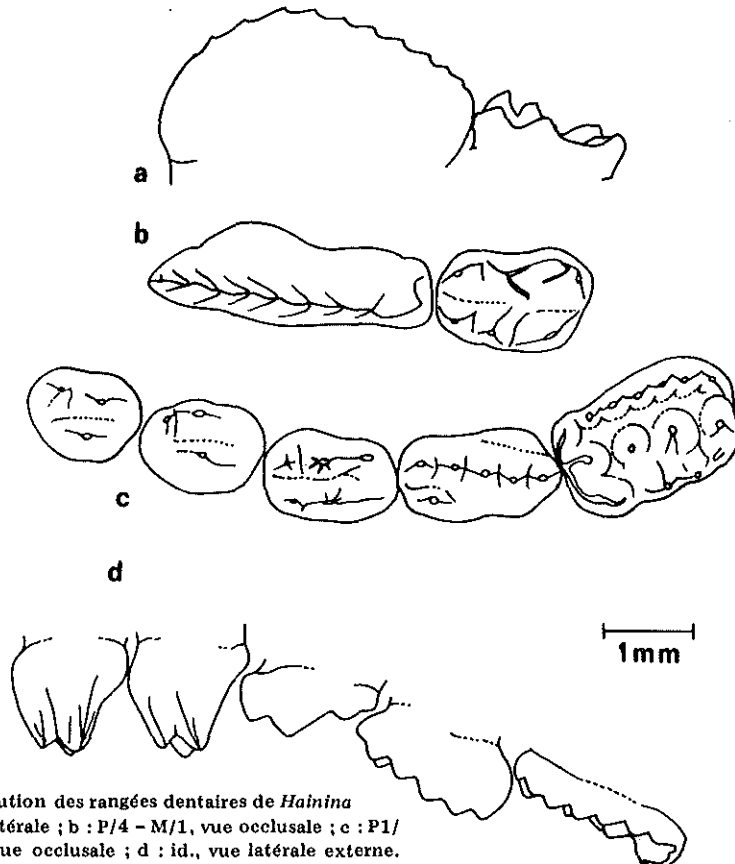 a
b
c
d
1mm
ution des rangées dentaires de Hainina
térale ; b : P/4 – M/1, vue occlusale ; c : P1/
ue occlusale ; d : id., vue latérale externe.